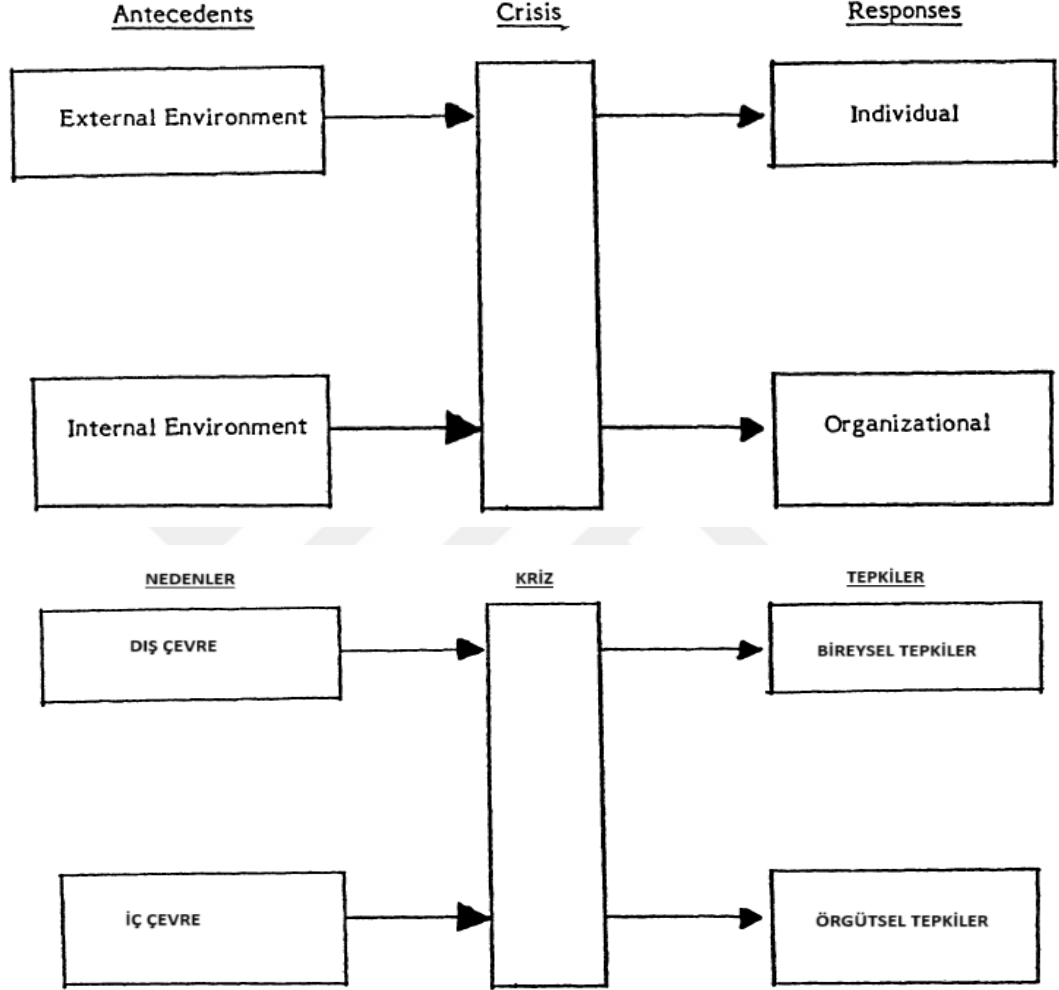 Antecedents
Crisis
Responses
External Environment
Individual
Internal Environment
Organizational
NEDENLER
KRİZ
TEPKİLER
DIŞ ÇEVRE
BİREYSEL TEPKİLER
İÇ ÇEVRE
ÖRGÜTSEL TEPKİLER